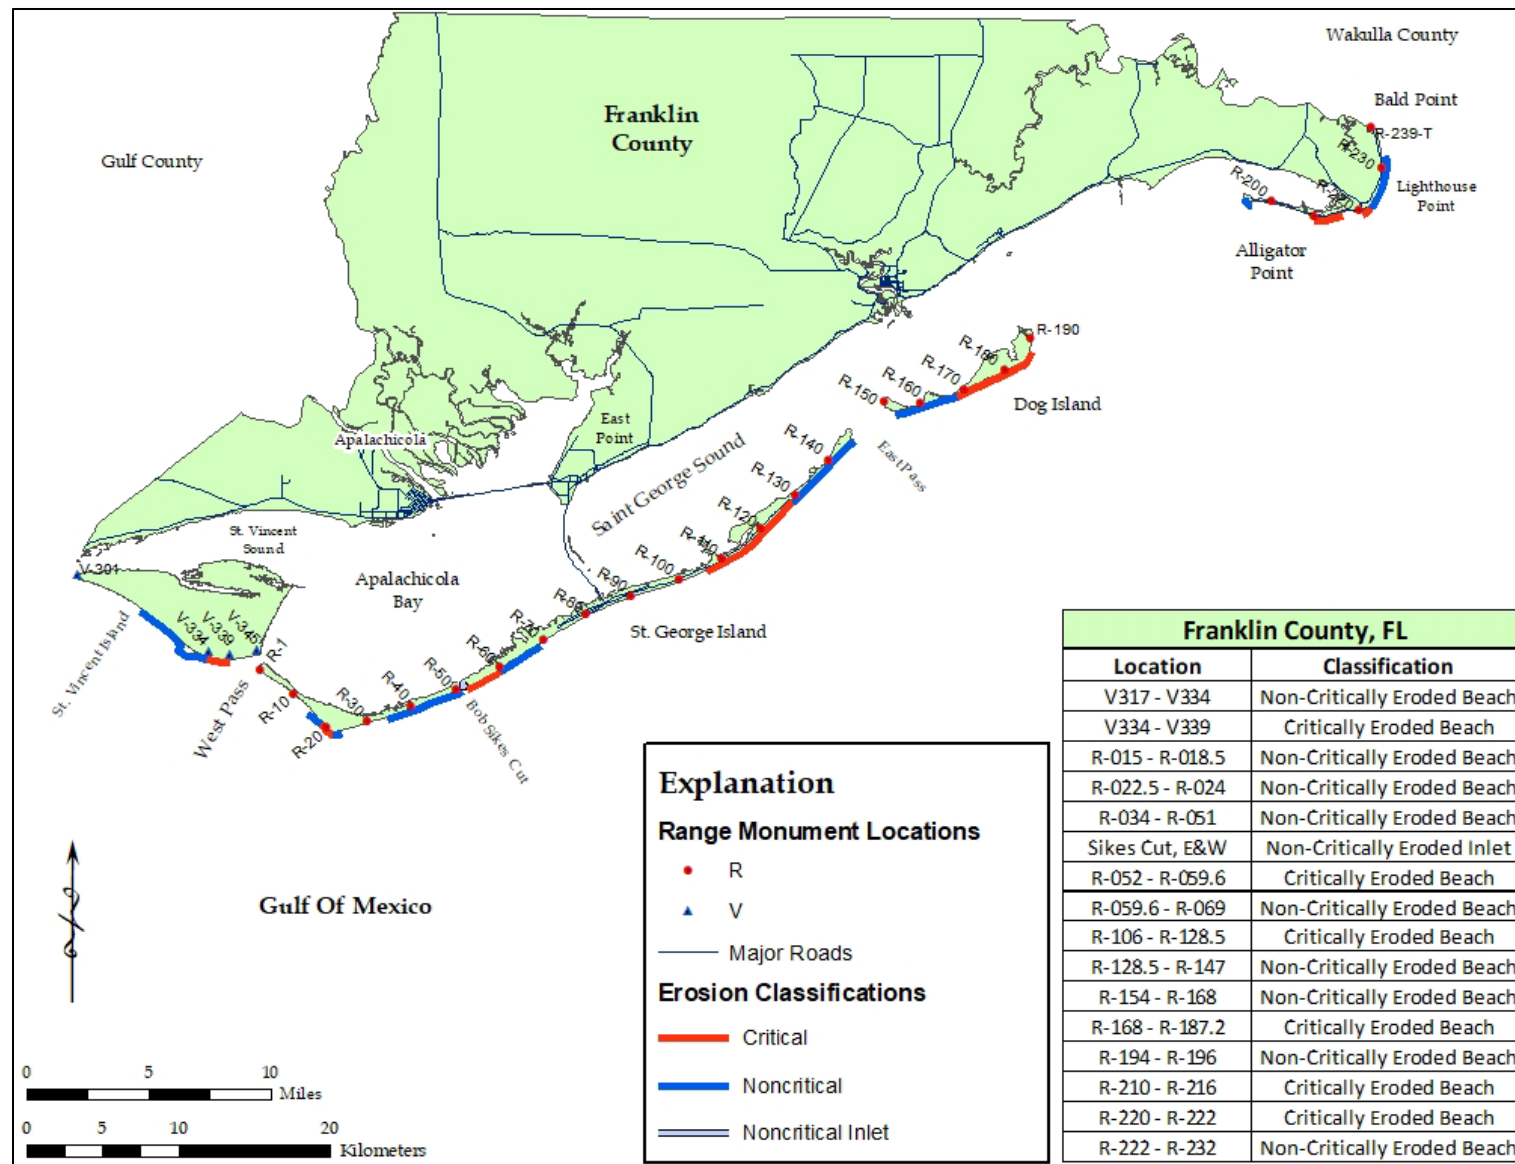 Wakulla County
Bald Point
R-239-T
R-230
Franklin
County
Gulf County
Lighthouse
Point
R-200
Alligator
Point
R-190
R-180
R-170
R-160
R-150
Dog Island
East
Point
Apalachicola
East Pass
Saint George Sound
R-140
R-130
R-120
R-110
R-100
R-90
R-80
R-70
R-60
R-50
R-40
R-30
R-20
R-10
R-1
St. Vincent
Sound
V-301
Apalachicola
Bay
V-334
V-339
V-345
St. Vincent Island
West Pass
St. George Island
Bob Sikes Cut
Gulf Of Mexico
0 5 10
Miles
0 5 10 20
Kilometers
Explanation
Range Monument Locations
R
V
Major Roads
Erosion Classifications
Critical
Noncritical
Noncritical Inlet
Franklin County, FL
Location Classification
V317 - V334 Non-Critically Eroded Beach
V334 - V339 Critically Eroded Beach
R-015 - R-018.5 Non-Critically Eroded Beach
R-022.5 - R-024 Non-Critically Eroded Beach
R-034 - R-051 Non-Critically Eroded Beach
Sikes Cut, E&W Non-Critically Eroded Inlet
R-052 - R-059.6 Critically Eroded Beach
R-059.6 - R-069 Non-Critically Eroded Beach
R-106 - R-128.5 Critically Eroded Beach
R-128.5 - R-147 Non-Critically Eroded Beach
R-154 - R-168 Non-Critically Eroded Beach
R-168 - R-187.2 Critically Eroded Beach
R-194 - R-196 Non-Critically Eroded Beach
R-210 - R-216 Critically Eroded Beach
R-220 - R-222 Critically Eroded Beach
R-222 - R-232 Non-Critically Eroded Beach